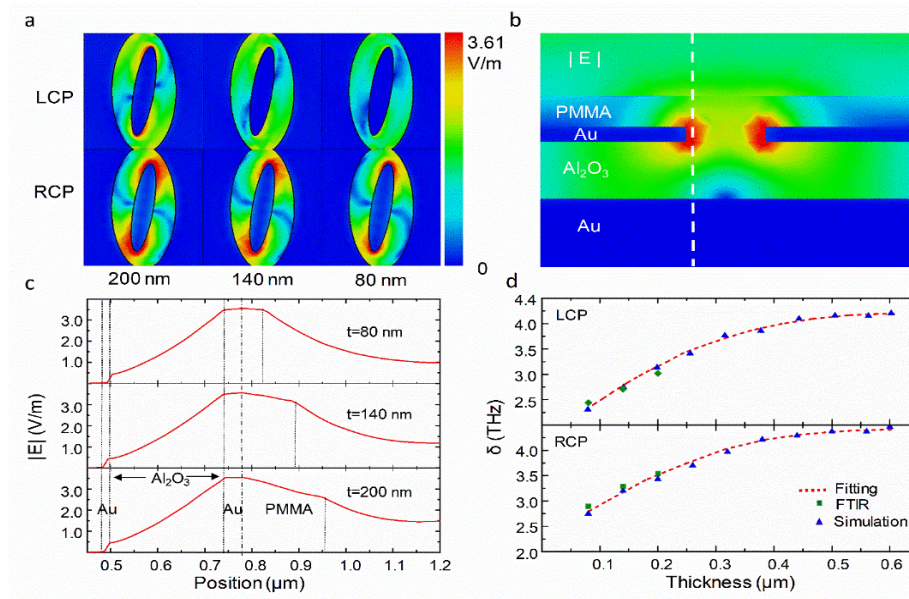 a
LCP
RCP
200 nm
140 nm
80 nm
3.61
V/m
0
b
| E |
PMMA
Au
Al₂O₃
Au
c
|E| (V/m)
3.0
2.0
1.0
t=80 nm
3.0
2.0
1.0
t=140 nm
3.0
2.0
1.0
t=200 nm
Al₂O₃
Au
Au
PMMA
0.5 0.6 0.7 0.8 0.9 1.0 1.1 1.2
Position (µm)
d
δ (THz)
4.4
4.0
3.5
3.0
2.5
LCP
4.0
3.5
3.0
2.5
2.0
RCP
Fitting
FTIR
Simulation
0.1 0.2 0.3 0.4 0.5 0.6
Thickness (µm)